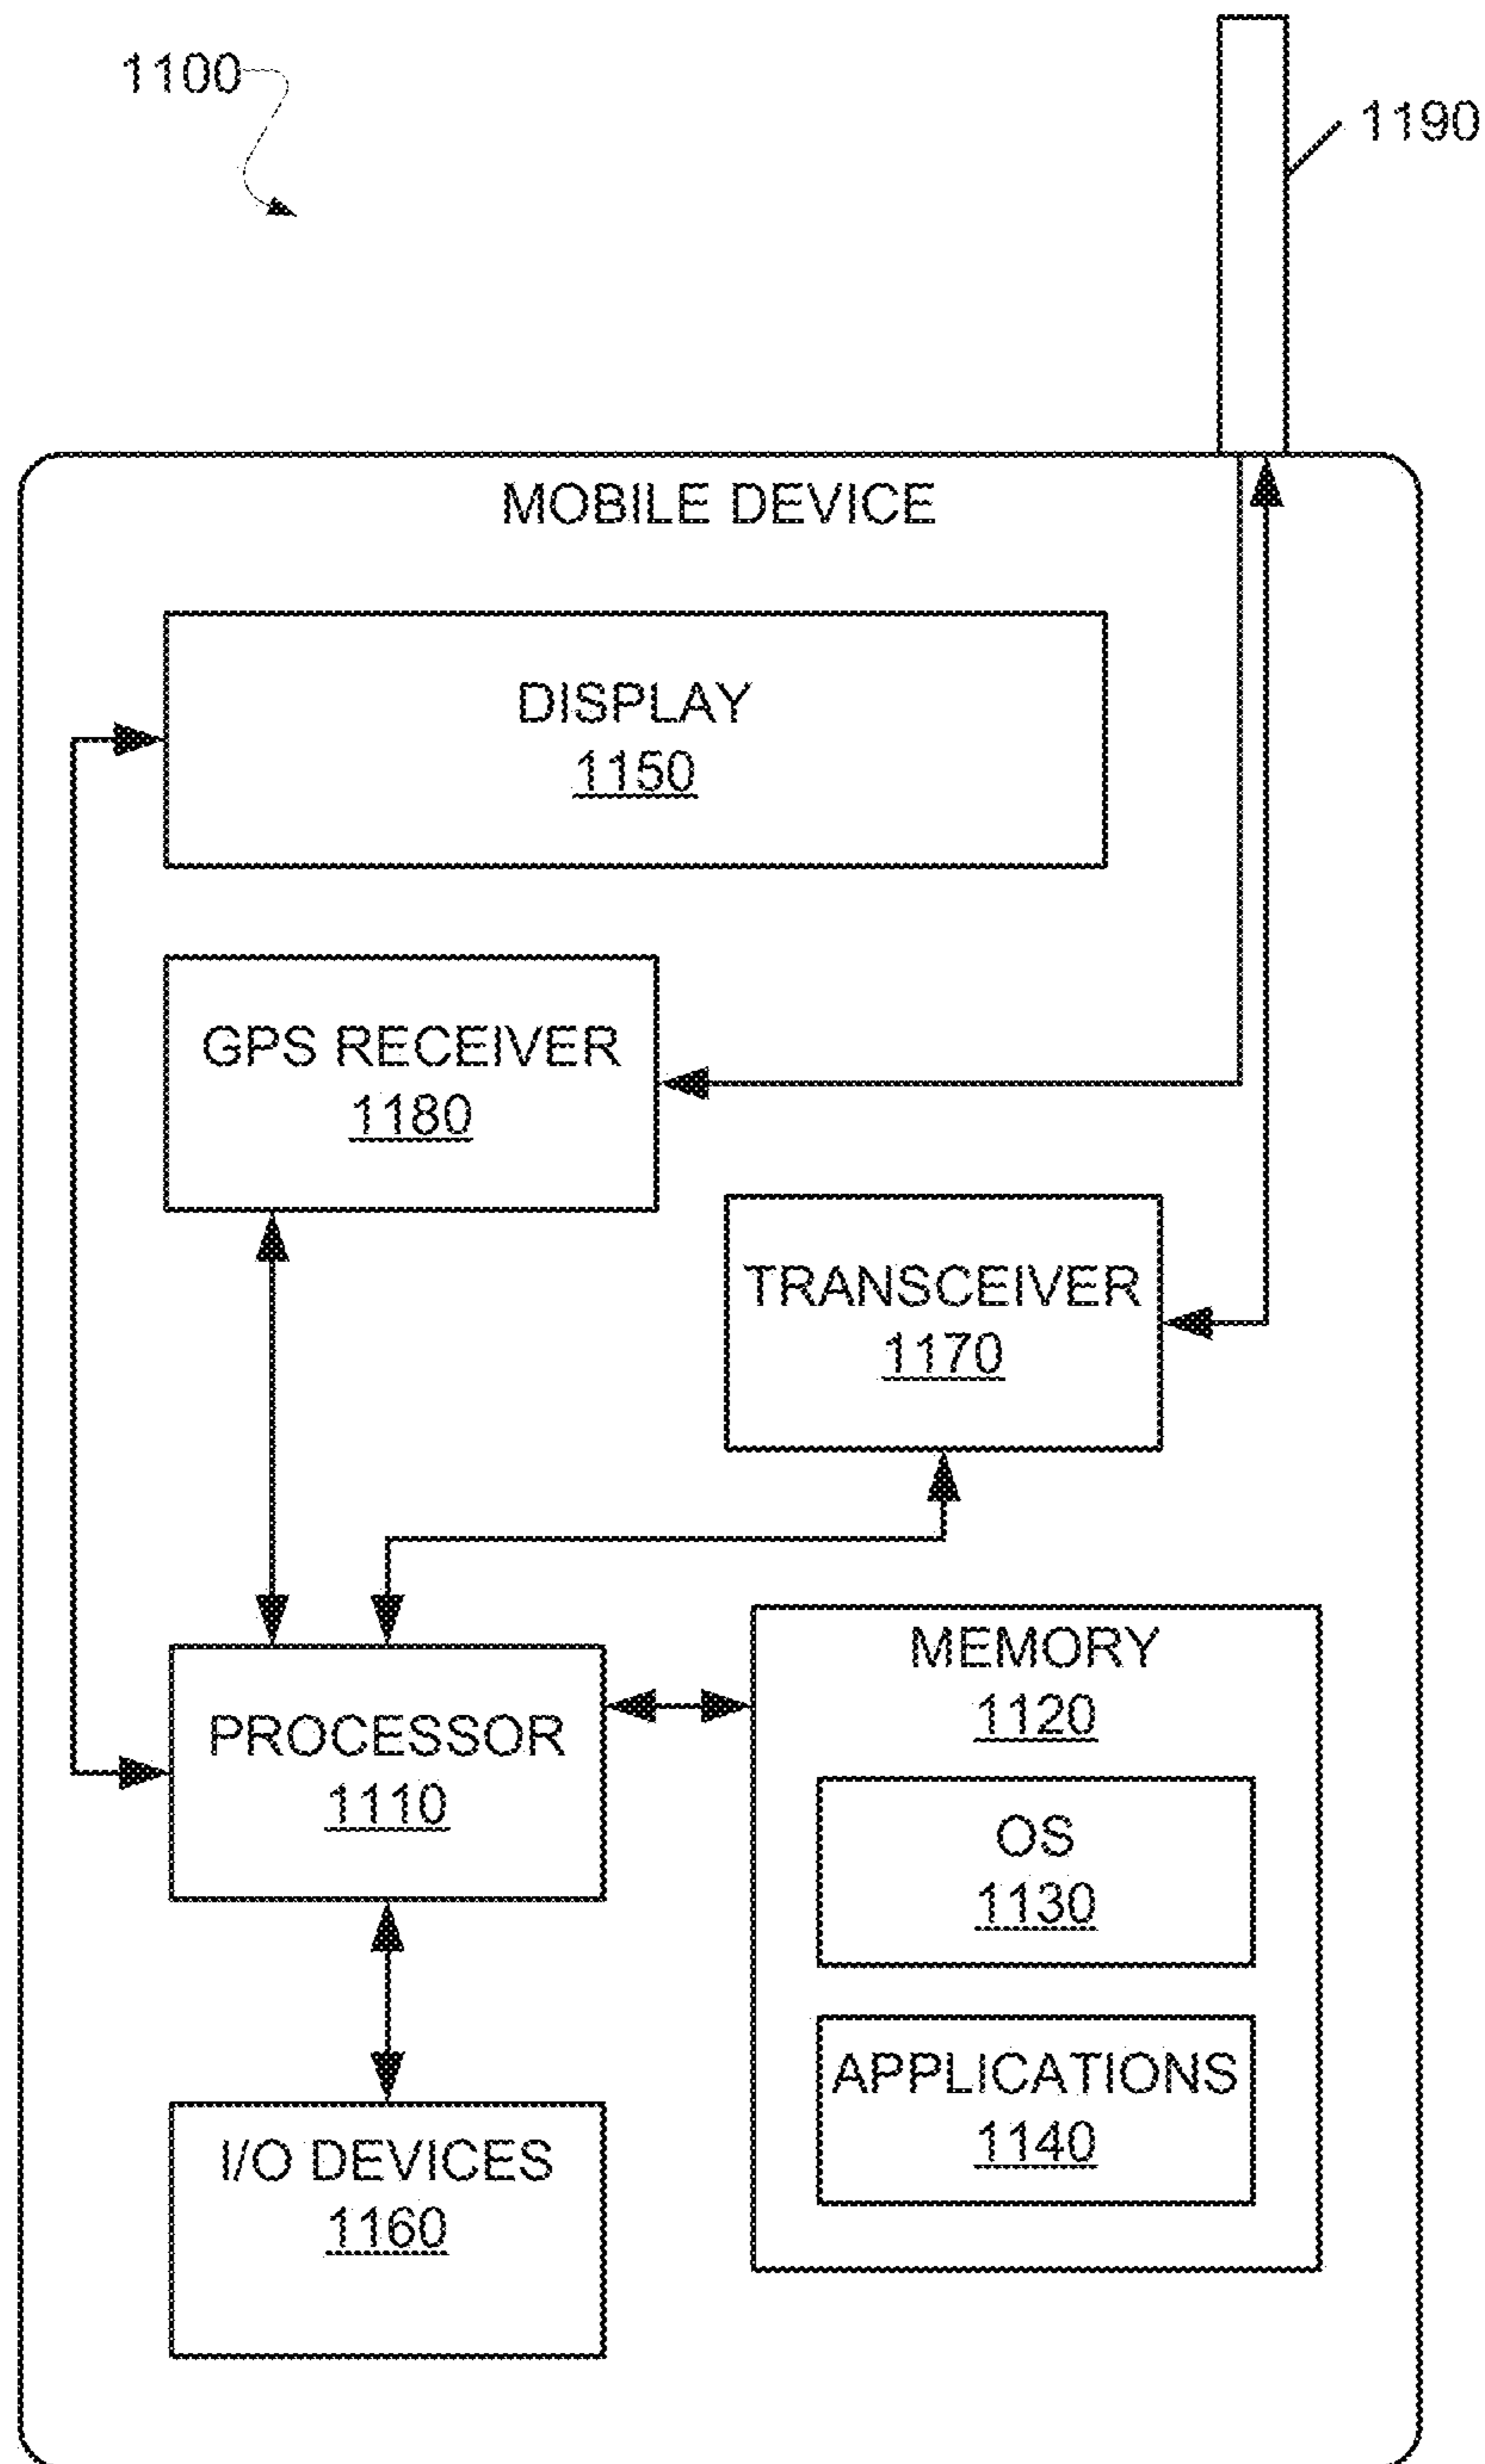 1100
1190
MOBILE DEVICE
DISPLAY
1150
GPS RECEIVER
1180
TRANSCEIVER
1170
PROCESSOR
1110
MEMORY
1120
OS
1130
APPLICATIONS
1140
I/O DEVICES
1160